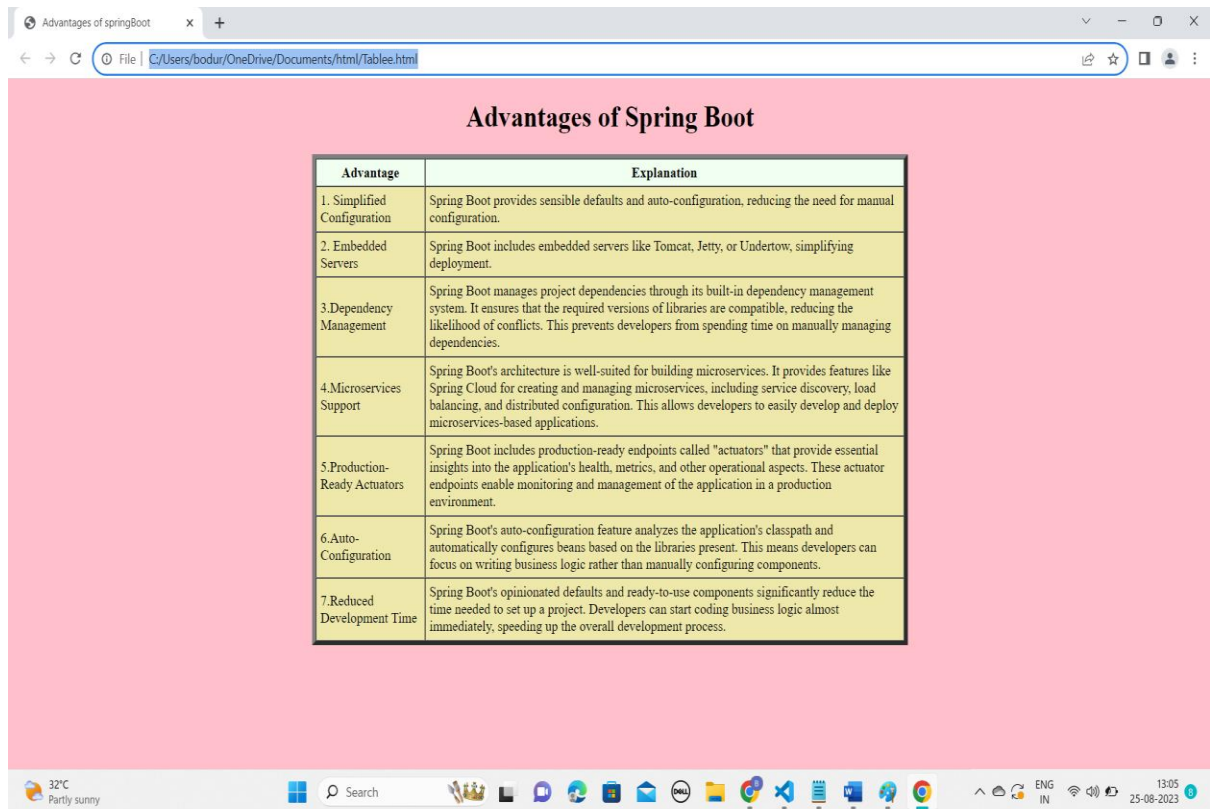 Advantages of springBoot
File
C:/Users/bodur/OneDrive/Documents/html/Tablee.html
Advantages of Spring Boot
Advantage
Explanation
1. Simplified
Configuration
Spring Boot provides sensible defaults and auto-configuration, reducing the need for manual
configuration.
2. Embedded
Servers
Spring Boot includes embedded servers like Tomcat, Jetty, or Undertow, simplifying
deployment.
3.Dependency
Management
Spring Boot manages project dependencies through its built-in dependency management
system. It ensures that the required versions of libraries are compatible, reducing the
likelihood of conflicts. This prevents developers from spending time on manually managing
dependencies.
4.Microservices
Support
Spring Boot's architecture is well-suited for building microservices. It provides features like
Spring Cloud for creating and managing microservices, including service discovery, load
balancing, and distributed configuration. This allows developers to easily develop and deploy
microservices-based applications.
5.Production-
Ready Actuators
Spring Boot includes production-ready endpoints called "actuators" that provide essential
insights into the application's health, metrics, and other operational aspects. These actuator
endpoints enable monitoring and management of the application in a production
environment.
6.Auto-
Configuration
Spring Boot's auto-configuration feature analyzes the application's classpath and
automatically configures beans based on the libraries present. This means developers can
focus on writing business logic rather than manually configuring components.
7.Reduced
Development Time
Spring Boot's opinionated defaults and ready-to-use components significantly reduce the
time needed to set up a project. Developers can start coding business logic almost
immediately, speeding up the overall development process.
32°C
Partly sunny
Search
DELL
ENG
IN
13:05
25-08-2023
8